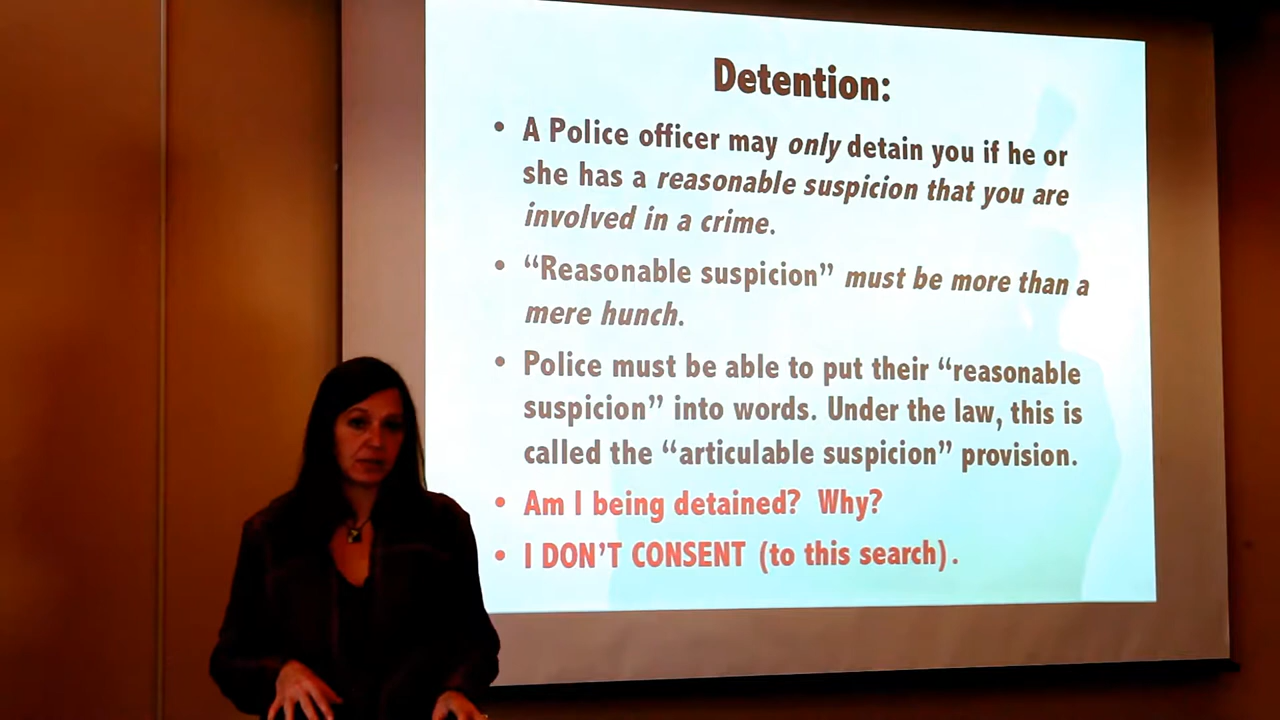 Detention:
• A Police officer may only detain you if he or
she has a reasonable suspicion that you are
involved in a crime.
• “Reasonable suspicion” must be more than a
mere hunch.
• Police must be able to put their “reasonable
suspicion” into words. Under the law, this is
called the “articulable suspicion” provision.
• Am I being detained? Why?
• I DON’T CONSENT (to this search).